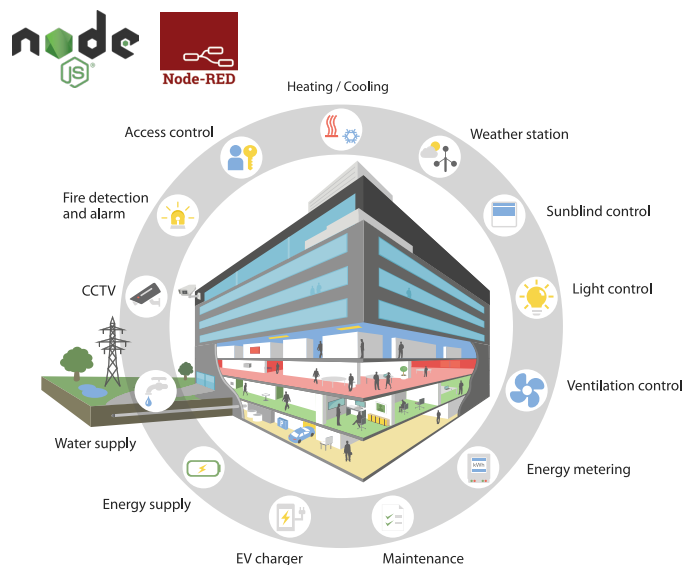 node
JS
Node-RED
Heating / Cooling
Access control
Weather station
Fire detection
and alarm
Sunblind control
CCTV
Light control
Ventilation control
Water supply
P
kWh
Energy metering
Energy supply
EV charger
Maintenance